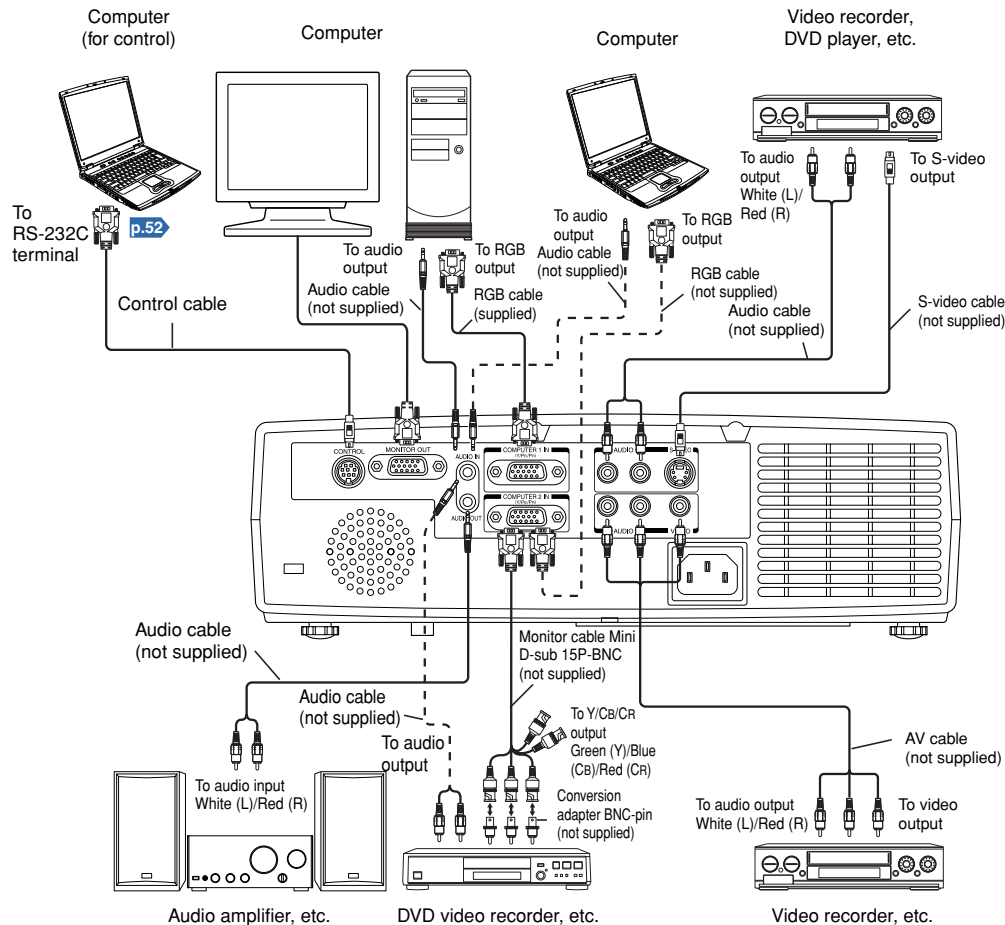 Computer
(for control)
Computer
Computer
Video recorder,
DVD player, etc.
To
RS-232C
terminal
p.52
To audio
output
Audio cable
(not supplied)
To RGB
output
RGB cable
(supplied)
To audio
output
Audio cable
(not supplied)
To RGB
output
RGB cable
(not supplied)
To audio
output
White (L)/
Red (R)
To S-video
output
Control cable
Audio cable
(not supplied)
S-video cable
(not supplied)
CONTROL
MONITOR OUT
AUDIO IN
COMPUTER 1 IN
(Y/PB/PR)
AUDIO
COMPUTER 2 IN
(Y/PB/PR)
AUDIO OUT
AUDIO
Audio cable
(not supplied)
Audio cable
(not supplied)
To audio
output
Monitor cable Mini
D-sub 15P-BNC
(not supplied)
To Y/CB/CR
output
Green (Y)/Blue
(CB)/Red (CR)
Conversion
adapter BNC-pin
(not supplied)
AV cable
(not supplied)
To audio input
White (L)/Red (R)
To audio output
White (L)/Red (R)
To video
output
Audio amplifier, etc.
DVD video recorder, etc.
Video recorder, etc.